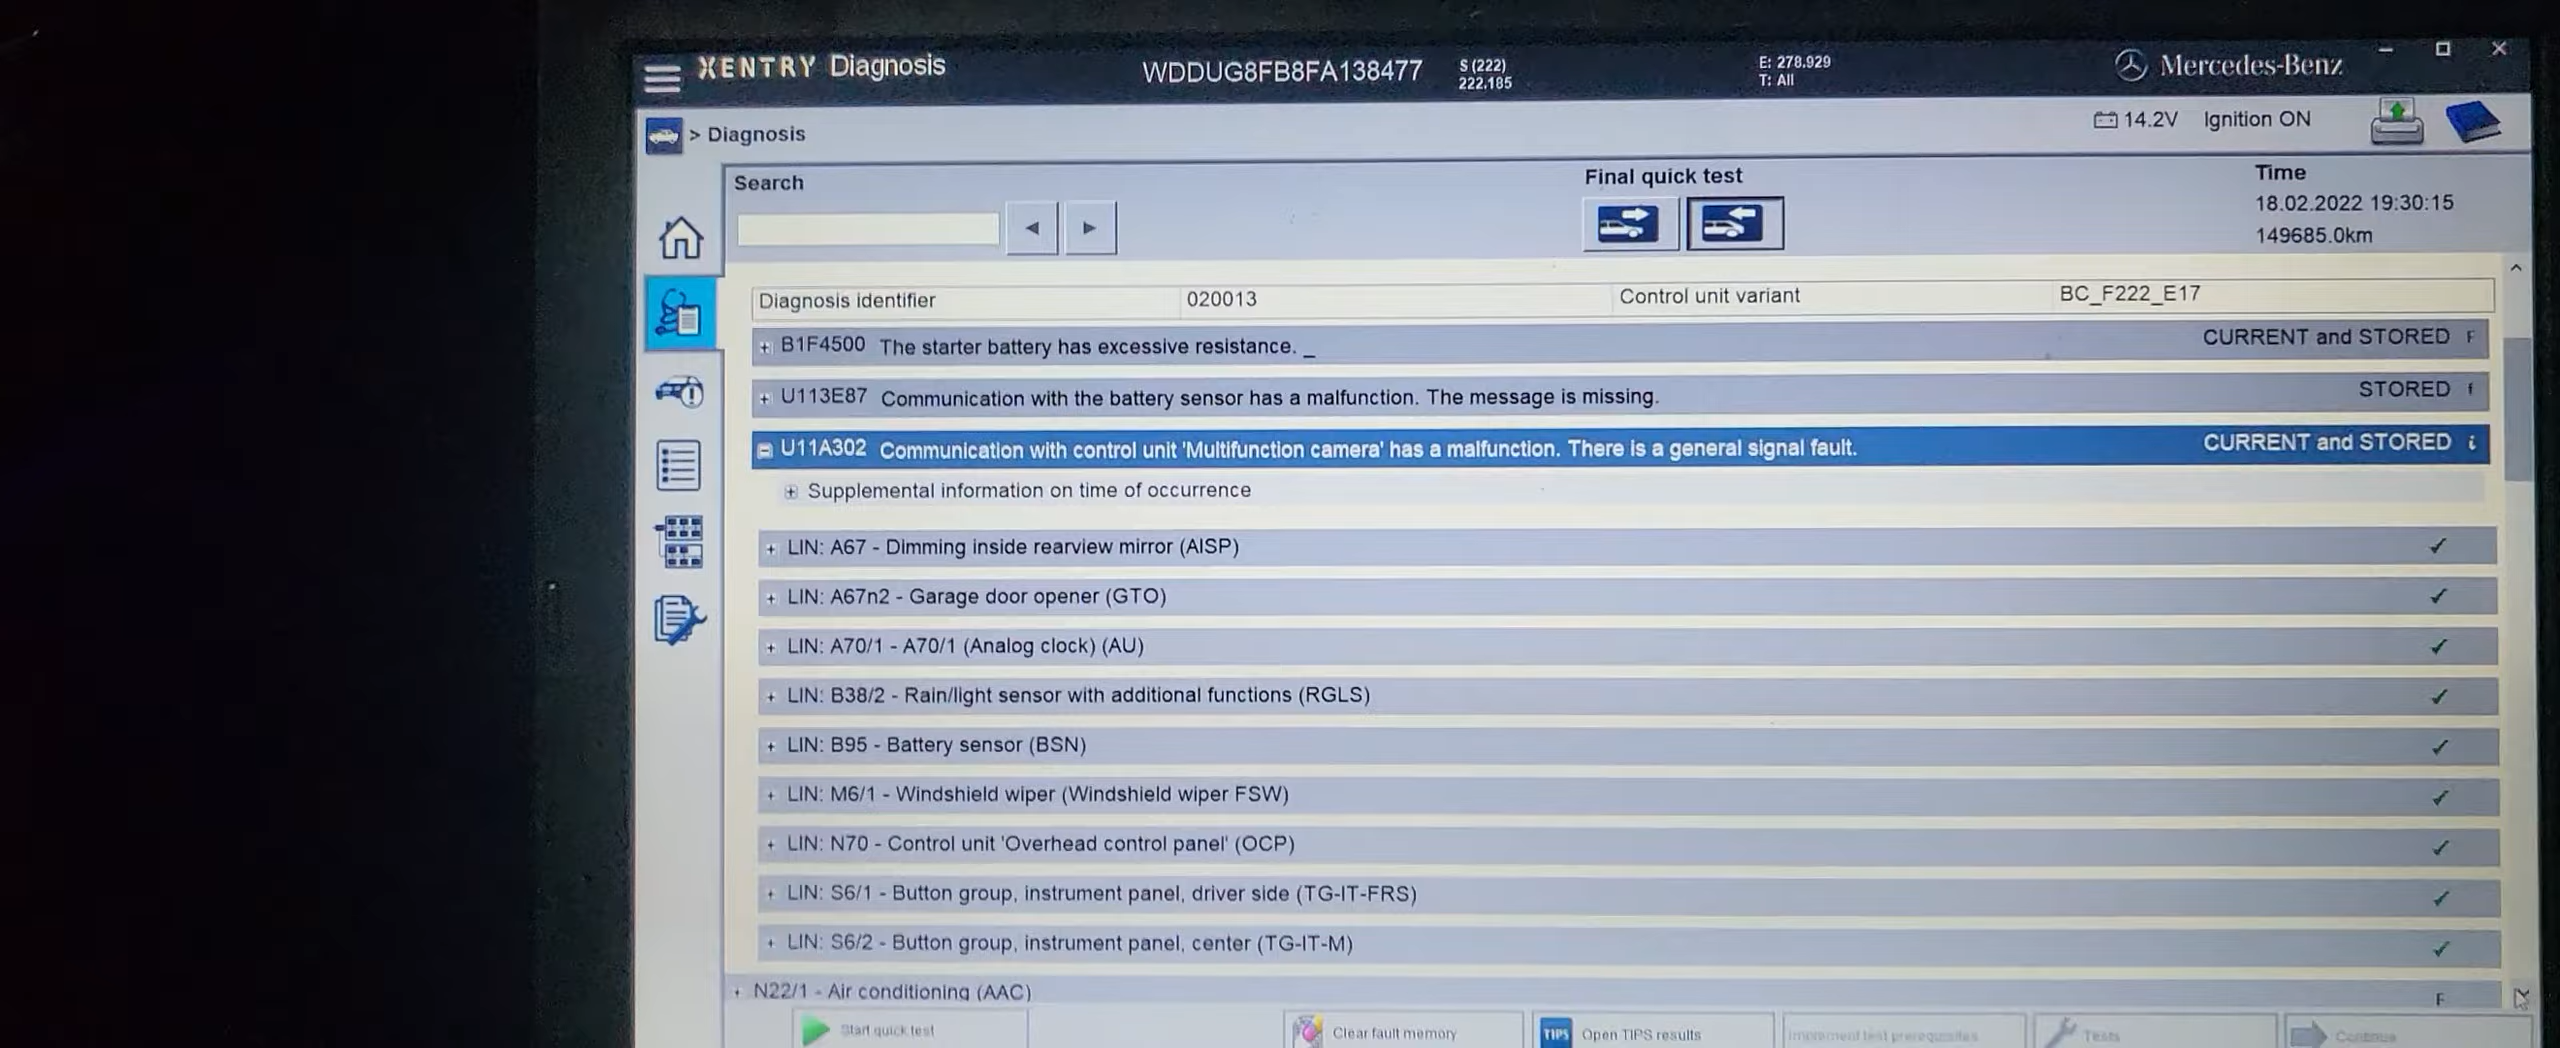 XENTRY Diagnosis
WDDUG8FB8FA138477
S (222)
222.185
E: 278.929
T: All
Mercedes-Benz
> Diagnosis
14.2V
Ignition ON
Search
Final quick test
Time
18.02.2022 19:30:15
149685.0km
Diagnosis identifier 020013 Control unit variant BC_F222_E17
+ B1F4500 The starter battery has excessive resistance. _ CURRENT and STORED F
+ U113E87 Communication with the battery sensor has a malfunction. The message is missing. STORED f
U11A302 Communication with control unit 'Multifunction camera' has a malfunction. There is a general signal fault. CURRENT and STORED i
+ Supplemental information on time of occurrence
+ LIN: A67 - Dimming inside rearview mirror (AISP) ✓
+ LIN: A67n2 - Garage door opener (GTO) ✓
+ LIN: A70/1 - A70/1 (Analog clock) (AU) ✓
+ LIN: B38/2 - Rain/light sensor with additional functions (RGLS) ✓
+ LIN: B95 - Battery sensor (BSN) ✓
+ LIN: M6/1 - Windshield wiper (Windshield wiper FSW) ✓
+ LIN: N70 - Control unit 'Overhead control panel' (OCP) ✓
+ LIN: S6/1 - Button group, instrument panel, driver side (TG-IT-FRS) ✓
+ LIN: S6/2 - Button group, instrument panel, center (TG-IT-M) ✓
+ N22/1 - Air conditioning (AAC) F
Start quick test
Clear fault memory
TIPS Open TIPS results
Implement test prerequisites
Tests
Continue